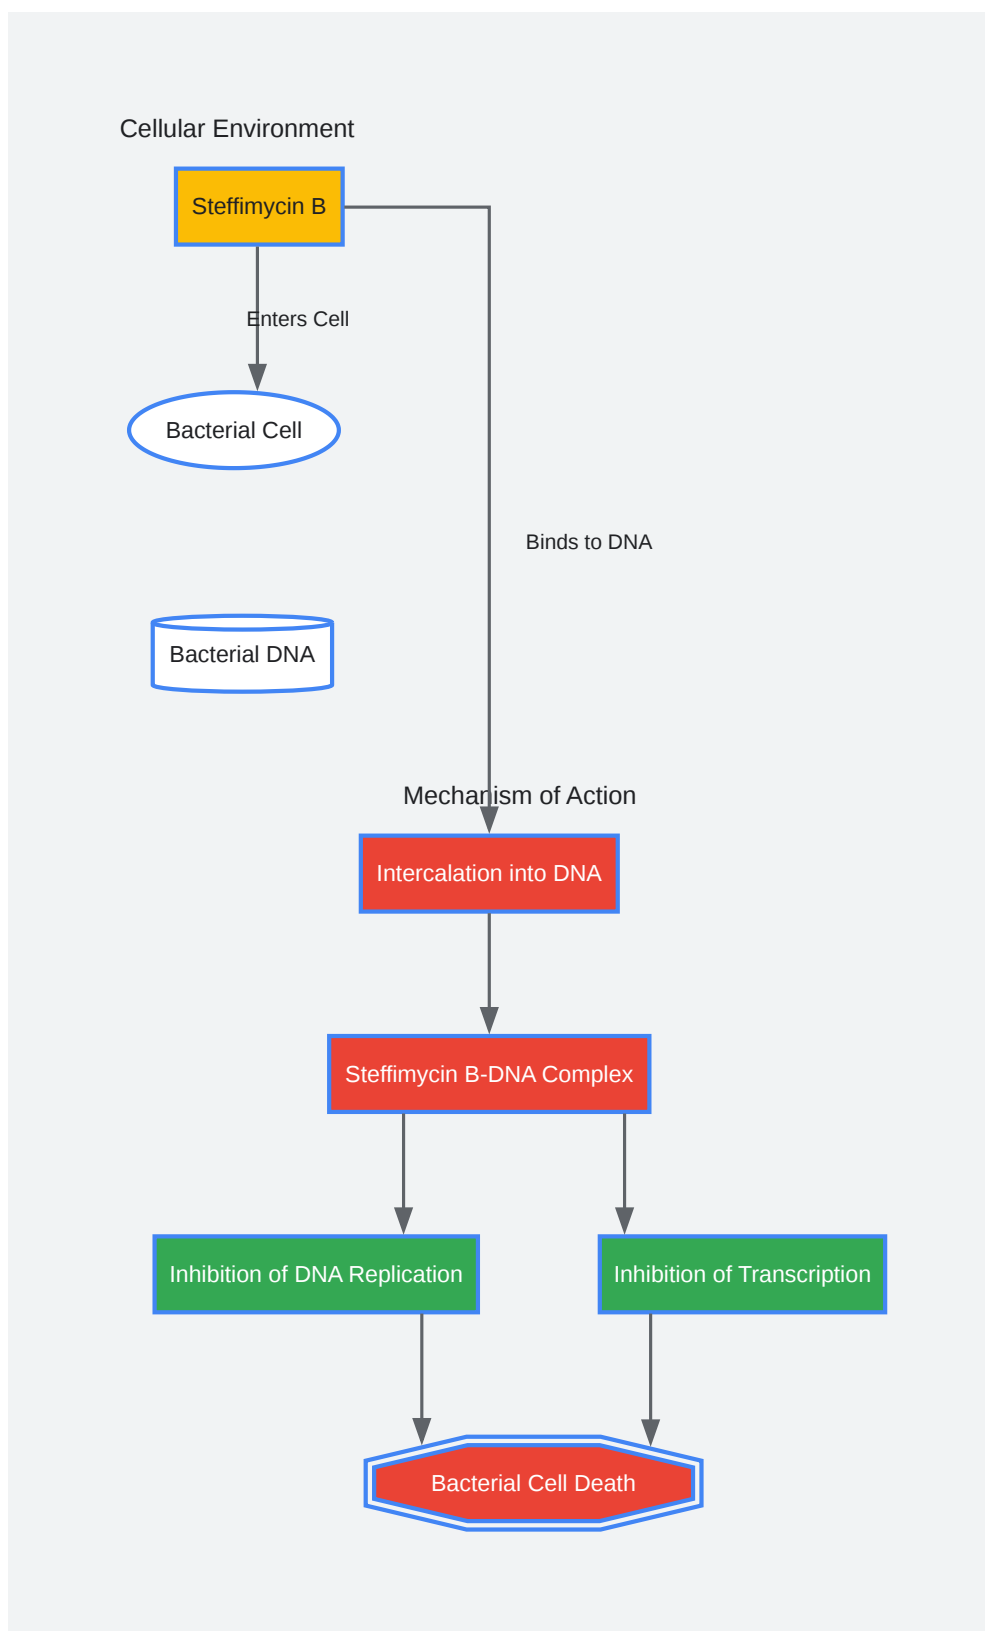 Cellular Environment
Steffimycin B
Enters Cell
Bacterial Cell
Binds to DNA
Bacterial DNA
Mechanism of Action
Intercalation into DNA
Steffimycin B-DNA Complex
Inhibition of DNA Replication
Inhibition of Transcription
Bacterial Cell Death